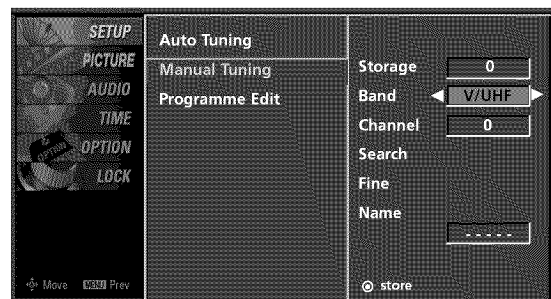 SETUP
PICTURE
AUDIO
TIME
OPTION
LOCK
Move MENU Prev
Auto Tuning
Manual Tuning
Programme Edit
Storage 0
Band V/UHF
Channel 0
Search
Fine
Name
- - - - -
store